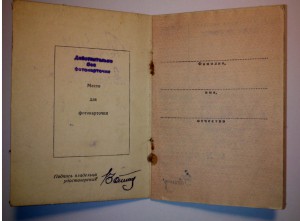 Действительно
без
фотокарточки
Место
для
фотокарточки
Подпись владельца
удостоверения
Фамилия,
имя,
отчество